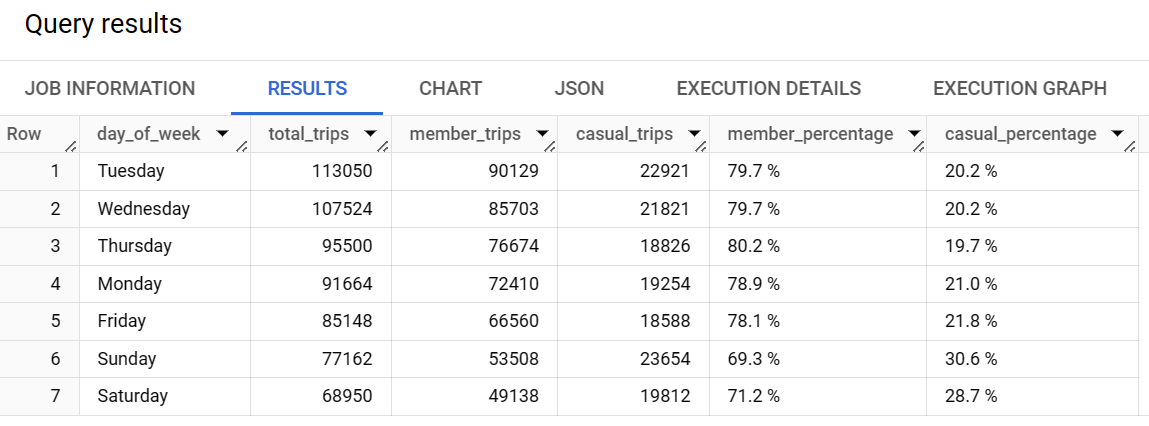 Query results
JOB INFORMATION RESULTS CHART JSON EXECUTION DETAILS EXECUTION GRAPH
Row day_of_week total_trips member_trips casual_trips member_percentage casual_percentage
1 Tuesday 113050 90129 22921 79.7 % 20.2 %
2 Wednesday 107524 85703 21821 79.7 % 20.2 %
3 Thursday 95500 76674 18826 80.2 % 19.7 %
4 Monday 91664 72410 19254 78.9 % 21.0 %
5 Friday 85148 66560 18588 78.1 % 21.8 %
6 Sunday 77162 53508 23654 69.3 % 30.6 %
7 Saturday 68950 49138 19812 71.2 % 28.7 %